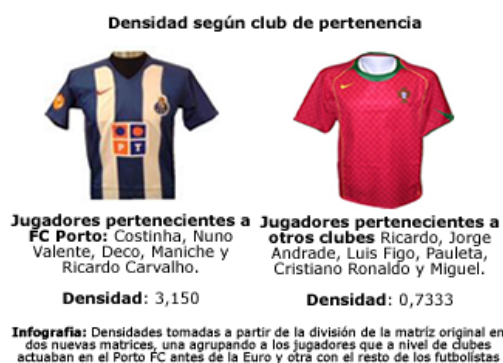 Densidad según club de pertenencia
PT
Jugadores pertenecientes a
FC Porto: Costinha, Nuno
Valente, Deco, Maniche y
Ricardo Carvalho.
Densidad: 3,150
Jugadores pertenecientes a
otros clubes Ricardo, Jorge
Andrade, Luis Figo, Pauleta,
Cristiano Ronaldo y Miguel.
Densidad: 0,7333
Infografía: Densidades tomadas a partir de la división de la matriz original en
dos nuevas matrices, una agrupando a los jugadores que a nivel de clubes
actuaban en el Porto FC antes de la Euro y otra con el resto de los futbolistas